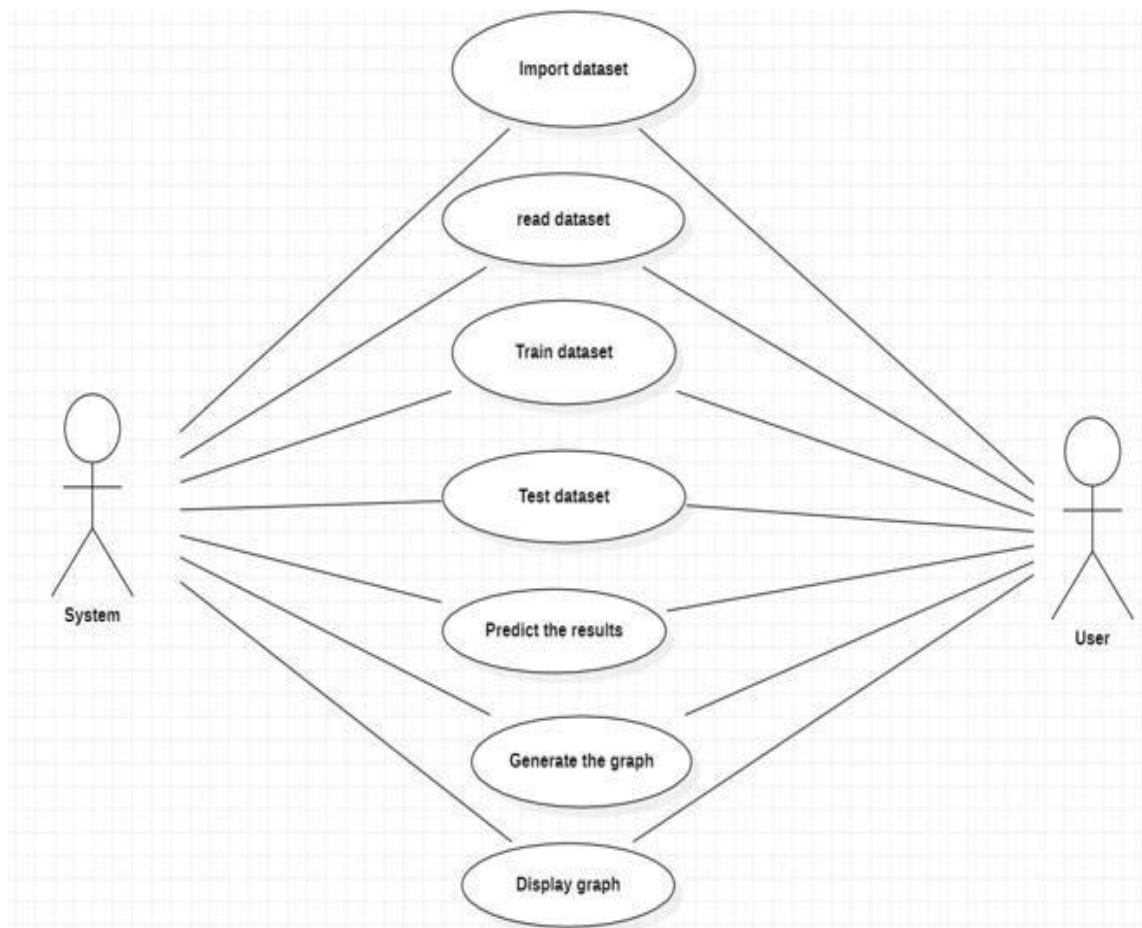 Import dataset
read dataset
Train dataset
Test dataset
System
Predict the results
User
Generate the graph
Display graph